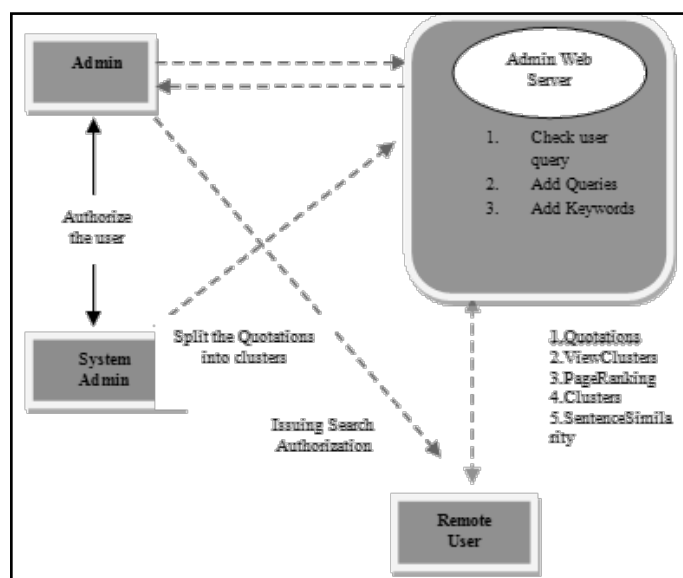 Admin
Admin Web
Server
1. Check user
query
2. Add Queries
3. Add Keywords
Authorize
the user
System
Admin
Split the Quotations
into clusters
1.Quotations
2.ViewClusters
3.PageRanking
4.Clusters
5.SentenceSimila
rity
Issuing Search
Authorization
Remote
User